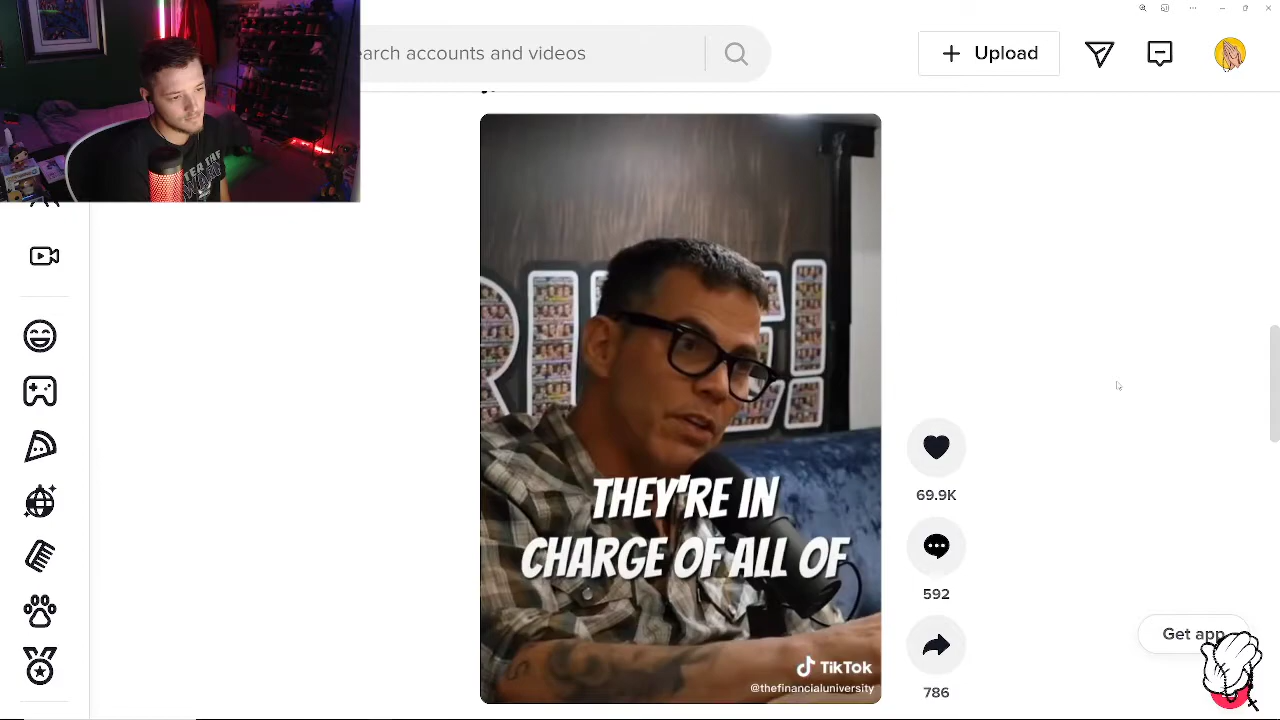 earch accounts and videos
Upload
THEY'RE IN
CHARGE OF ALL OF
TikTok
@thefinancialuniversity
69.9K
592
786
Get app